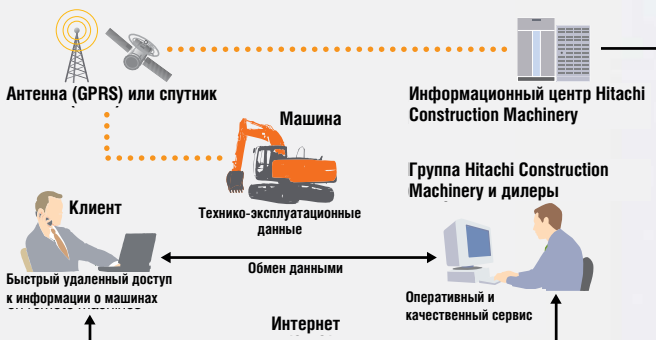 Антенна (GPRS) или спутник
Информационный центр Hitachi
Construction Machinery
Машина
Группа Hitachi Construction
Machinery и дилеры
Клиент
Технико-эксплуатационные
данные
Обмен данными
Быстрый удаленный доступ
к информации о машинах
Оперативный и
качественный сервис
Интернет